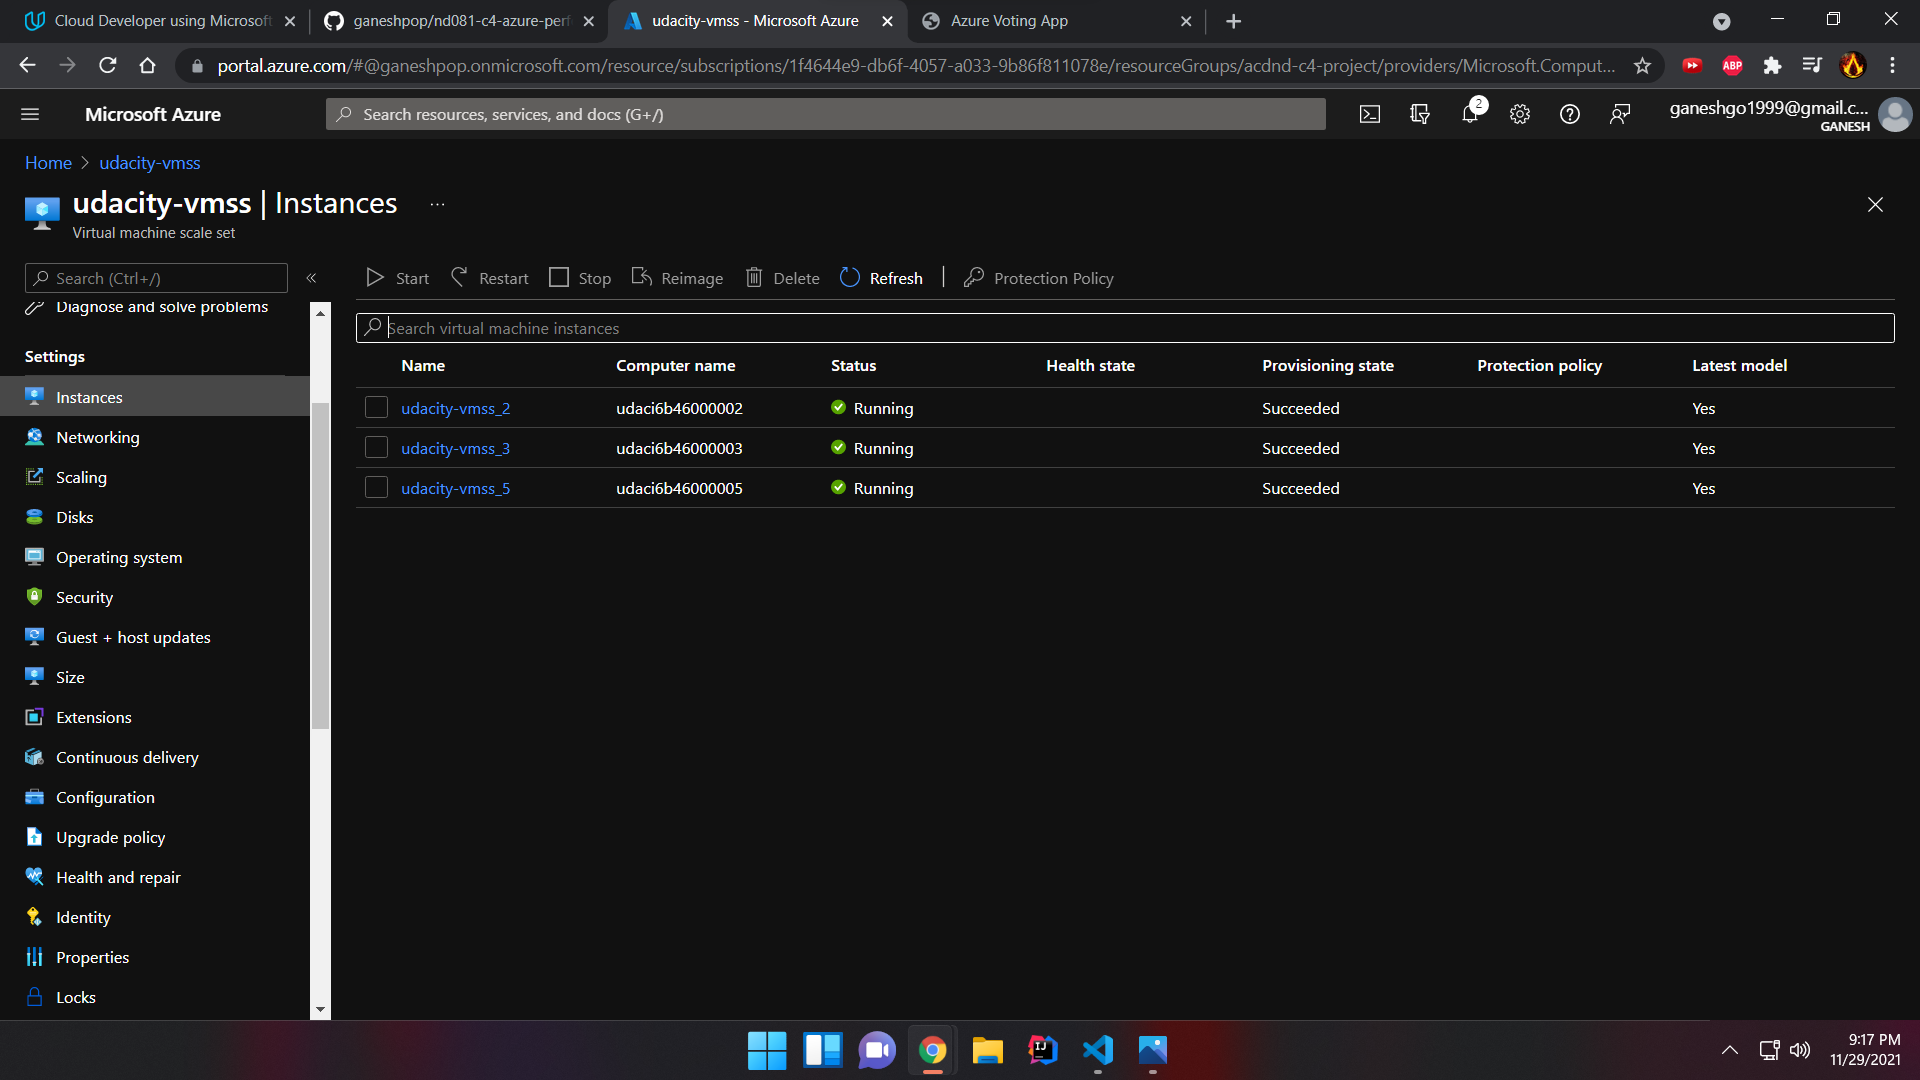 Cloud Developer using Microsoft
ganeshpop/nd081-c4-azure-perf
udacity-vmss - Microsoft Azure
Azure Voting App
portal.azure.com/#@ganeshpop.onmicrosoft.com/resource/subscriptions/1f4644e9-db6f-4057-a033-9b86f811078e/resourceGroups/acdnd-c4-project/providers/Microsoft.Comput...
ABP
Microsoft Azure
Search resources, services, and docs (G+/)
2
ganeshgo1999@gmail.c...
GANESH
Home > udacity-vmss
udacity-vmss | Instances ...
Virtual machine scale set
Search (Ctrl+/)
«
Start
Restart
Stop
Reimage
Delete
Refresh
Protection Policy
Diagnose and solve problems
Settings
Instances
Networking
Scaling
Disks
Operating system
Security
Guest + host updates
Size
Extensions
Continuous delivery
Configuration
Upgrade policy
Health and repair
Identity
Properties
Locks
Search virtual machine instances
Name Computer name Status Health state Provisioning state Protection policy Latest model
udacity-vmss_2 udaci6b46000002 Running Succeeded Yes
udacity-vmss_3 udaci6b46000003 Running Succeeded Yes
udacity-vmss_5 udaci6b46000005 Running Succeeded Yes
IJ
9:17 PM
11/29/2021